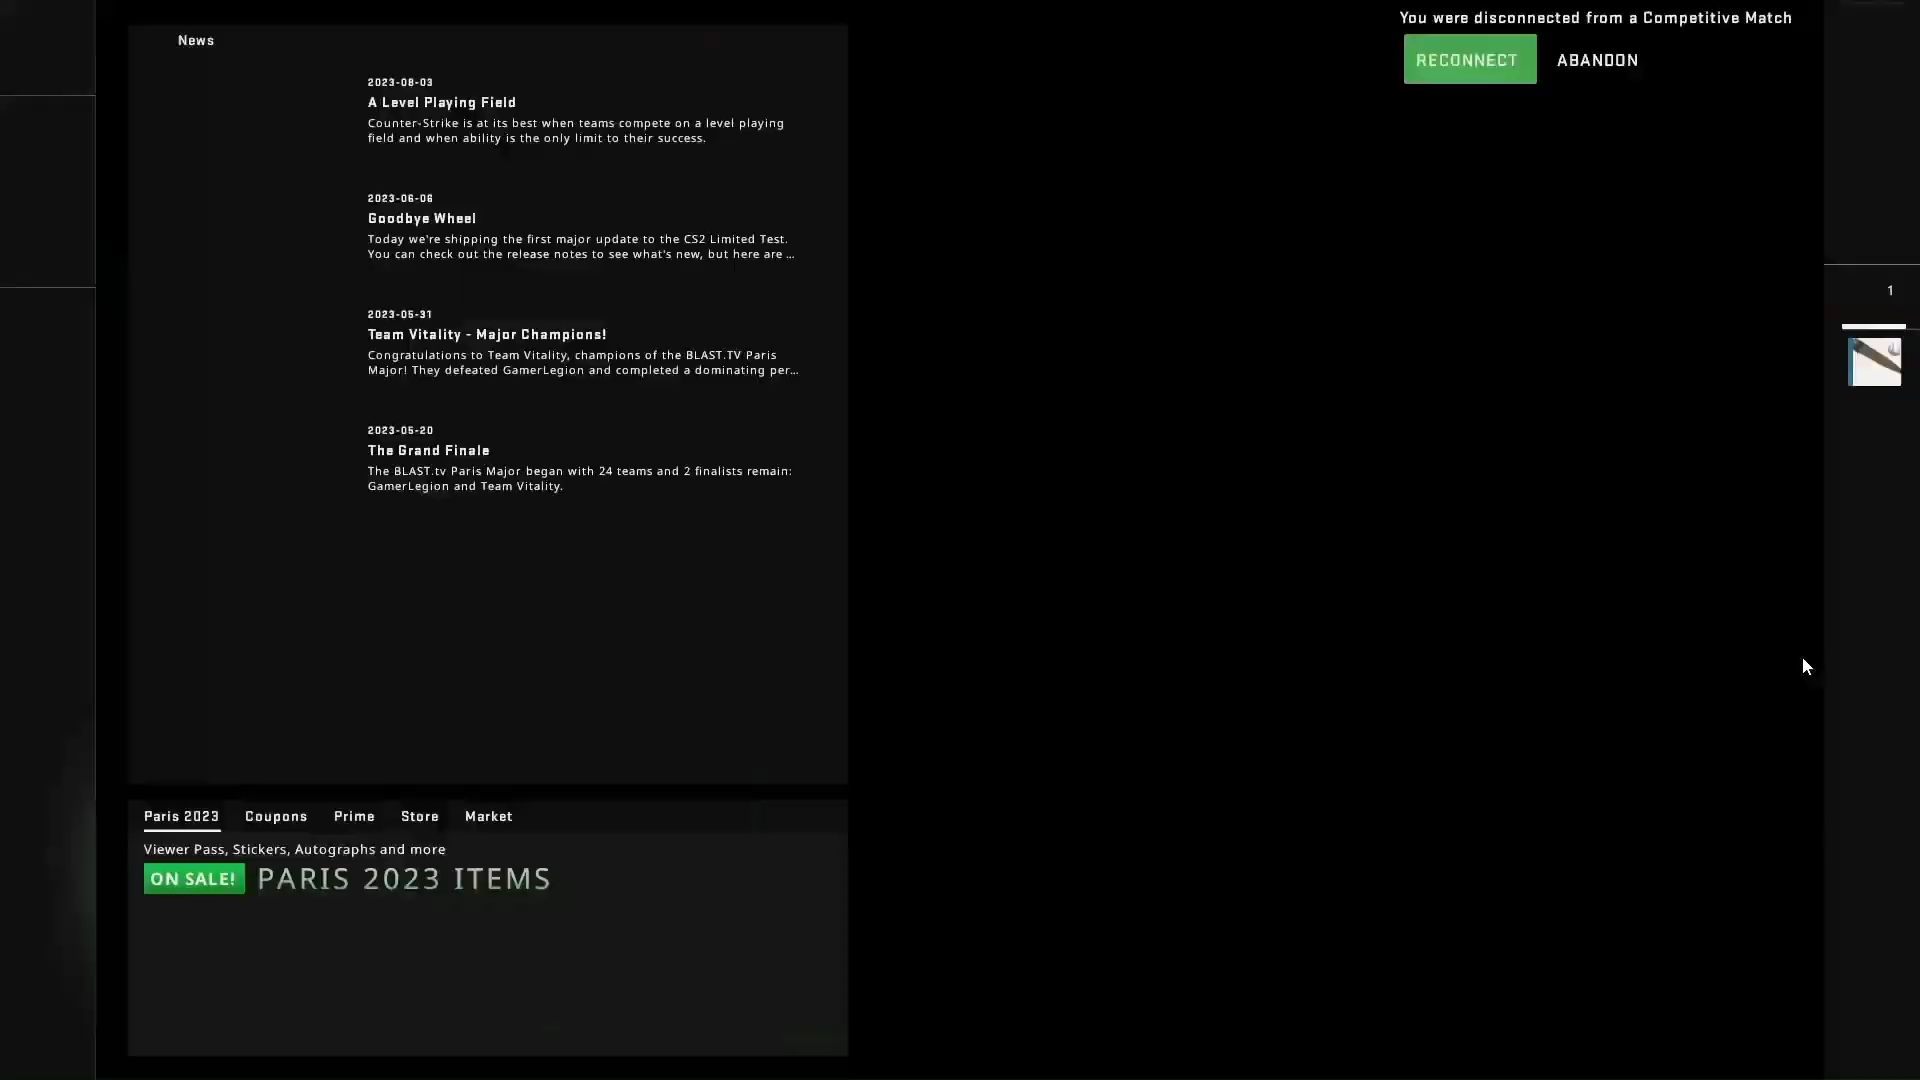 You were disconnected from a Competitive Match
RECONNECT ABANDON
News
2023-08-03
A Level Playing Field
Counter-Strike is at its best when teams compete on a level playing
field and when ability is the only limit to their success.
2023-06-06
Goodbye Wheel
Today we're shipping the first major update to the CS2 Limited Test.
You can check out the release notes to see what's new, but here are ...
2023-05-31
Team Vitality - Major Champions!
Congratulations to Team Vitality, champions of the BLAST.TV Paris
Major! They defeated GamerLegion and completed a dominating per...
2023-05-20
The Grand Finale
The BLAST.tv Paris Major began with 24 teams and 2 finalists remain:
GamerLegion and Team Vitality.
1
Paris 2023 Coupons Prime Store Market
Viewer Pass, Stickers, Autographs and more
ON SALE! PARIS 2023 ITEMS